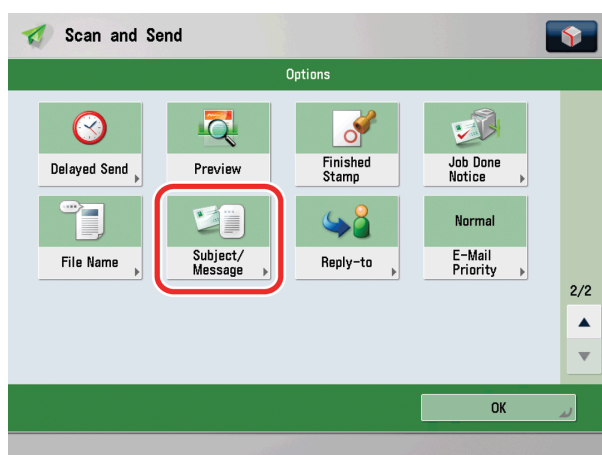 Scan and Send
Options
Delayed Send
Preview
Finished
Stamp
Job Done
Notice
File Name
Subject/
Message
Reply-to
Normal
E-Mail
Priority
2/2
OK